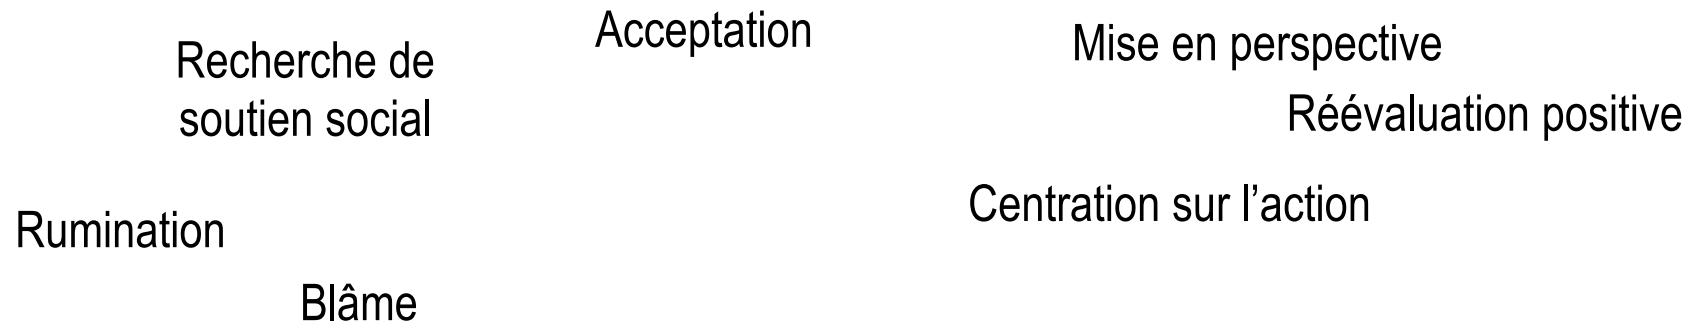 Recherche de
soutien social
Acceptation
Mise en perspective
Réévaluation positive
Centration sur l’action
Rumination
Blâme